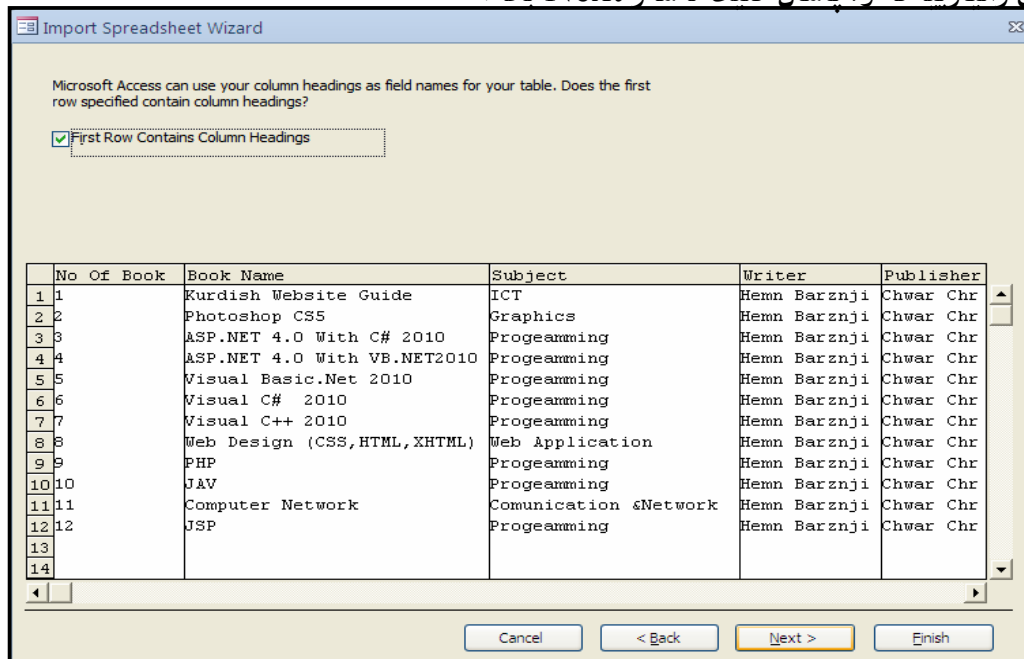 Import Spreadsheet Wizard
Microsoft Access can use your column headings as field names for your table. Does the first
row specified contain column headings?
First Row Contains Column Headings
No Of Book Book Name Subject Writer Publisher
1 1 Kurdish Website Guide ICT Hemn Barznji Chwar Chr
2 2 Photoshop CS5 Graphics Hemn Barznji Chwar Chr
3 3 ASP.NET 4.0 With C# 2010 Progeamming Hemn Barznji Chwar Chr
4 4 ASP.NET 4.0 With VB.NET2010 Progeamming Hemn Barznji Chwar Chr
5 5 Visual Basic.Net 2010 Progeamming Hemn Barznji Chwar Chr
6 6 Visual C# 2010 Progeamming Hemn Barznji Chwar Chr
7 7 Visual C++ 2010 Progeamming Hemn Barznji Chwar Chr
8 8 Web Design (CSS,HTML,XHTML) Web Application Hemn Barznji Chwar Chr
9 9 PHP Progeamming Hemn Barznji Chwar Chr
10 10 JAV Progeamming Hemn Barznji Chwar Chr
11 11 Computer Network Comunication &Network Hemn Barznji Chwar Chr
12 12 JSP Progeamming Hemn Barznji Chwar Chr
13
14
Cancel < Back Next > Finish